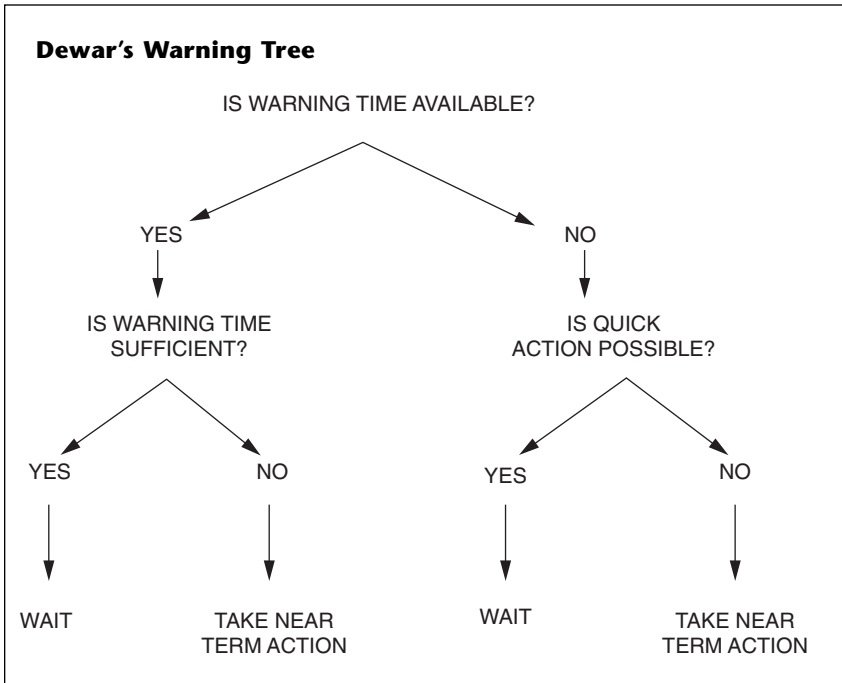 Dewar's Warning Tree
IS WARNING TIME AVAILABLE?
YES
NO
IS WARNING TIME
SUFFICIENT?
IS QUICK
ACTION POSSIBLE?
YES
NO
YES
NO
WAIT
TAKE NEAR
TERM ACTION
WAIT
TAKE NEAR
TERM ACTION